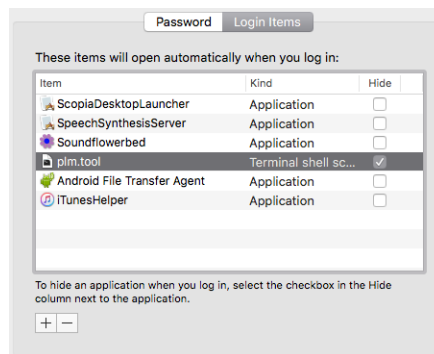 Password Login Items
These items will open automatically when you log in:
Item Kind Hide
ScopiaDesktopLauncher Application
SpeechSynthesisServer Application
Soundflowerbed Application
plm.tool Terminal shell sc...
Android File Transfer Agent Application
iTunesHelper Application
To hide an application when you log in, select the checkbox in the Hide
column next to the application.
+ −